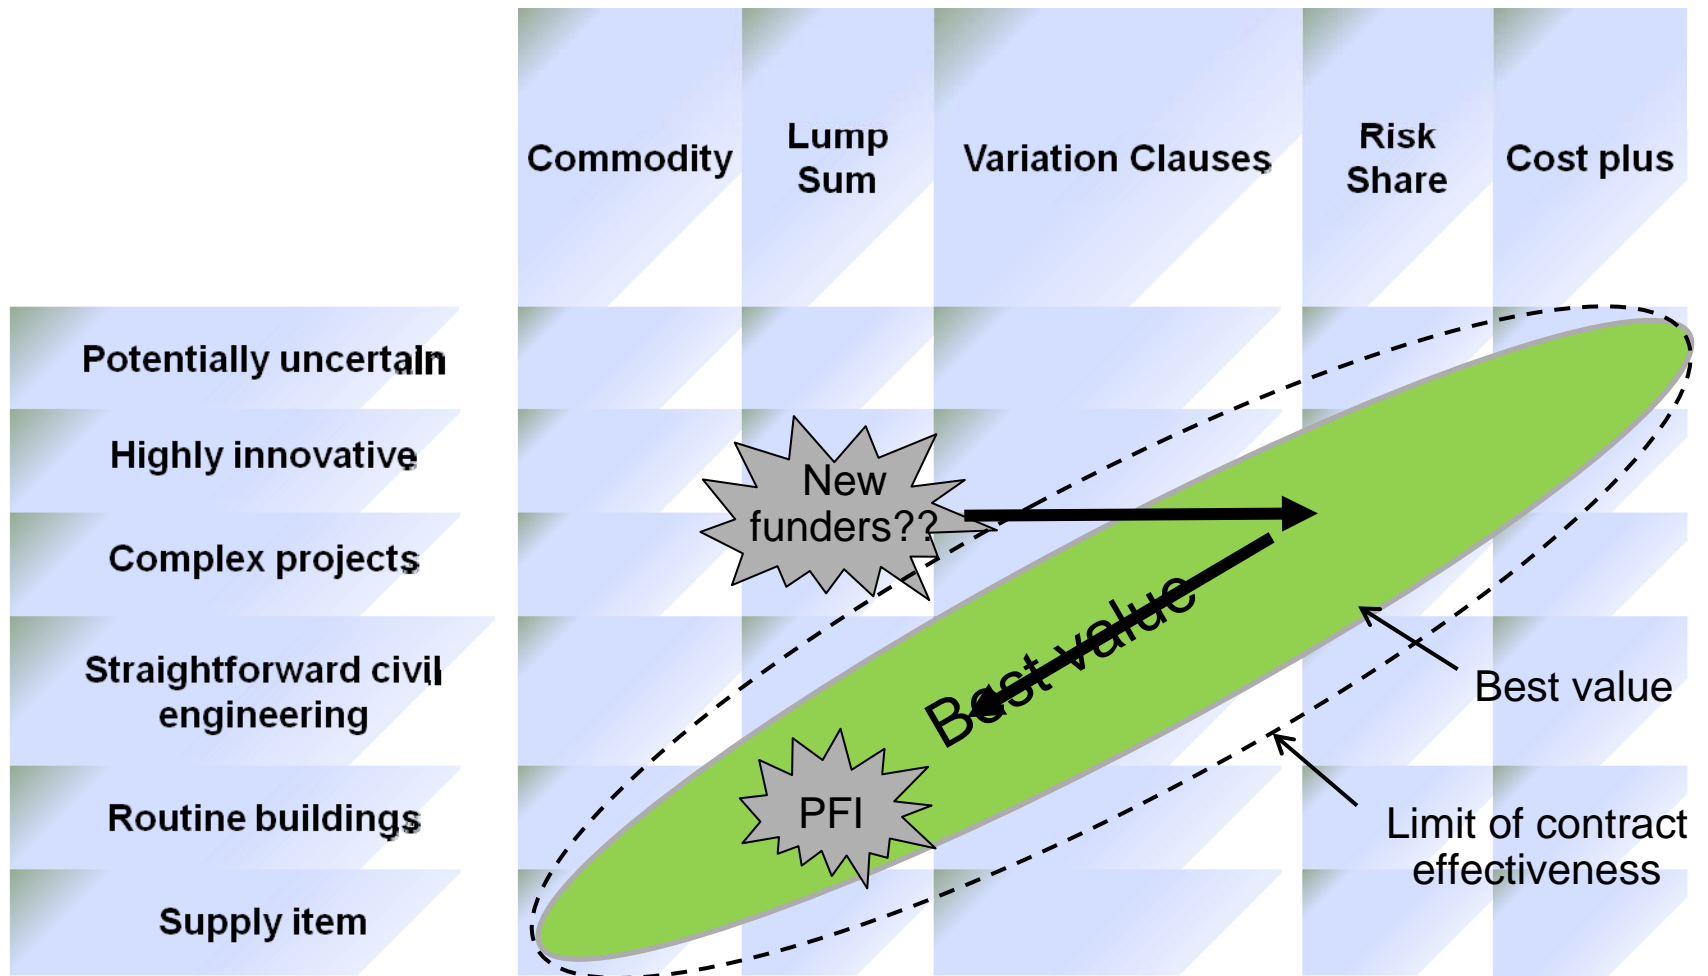 Commodity
Lump
Sum
Variation Clauses
Risk
Share
Cost plus
Potentially uncertain
Highly innovative
New
funders??
Complex projects
Best value
Straightforward civil
engineering
Best value
PFI
Routine buildings
Limit of contract
effectiveness
Supply item